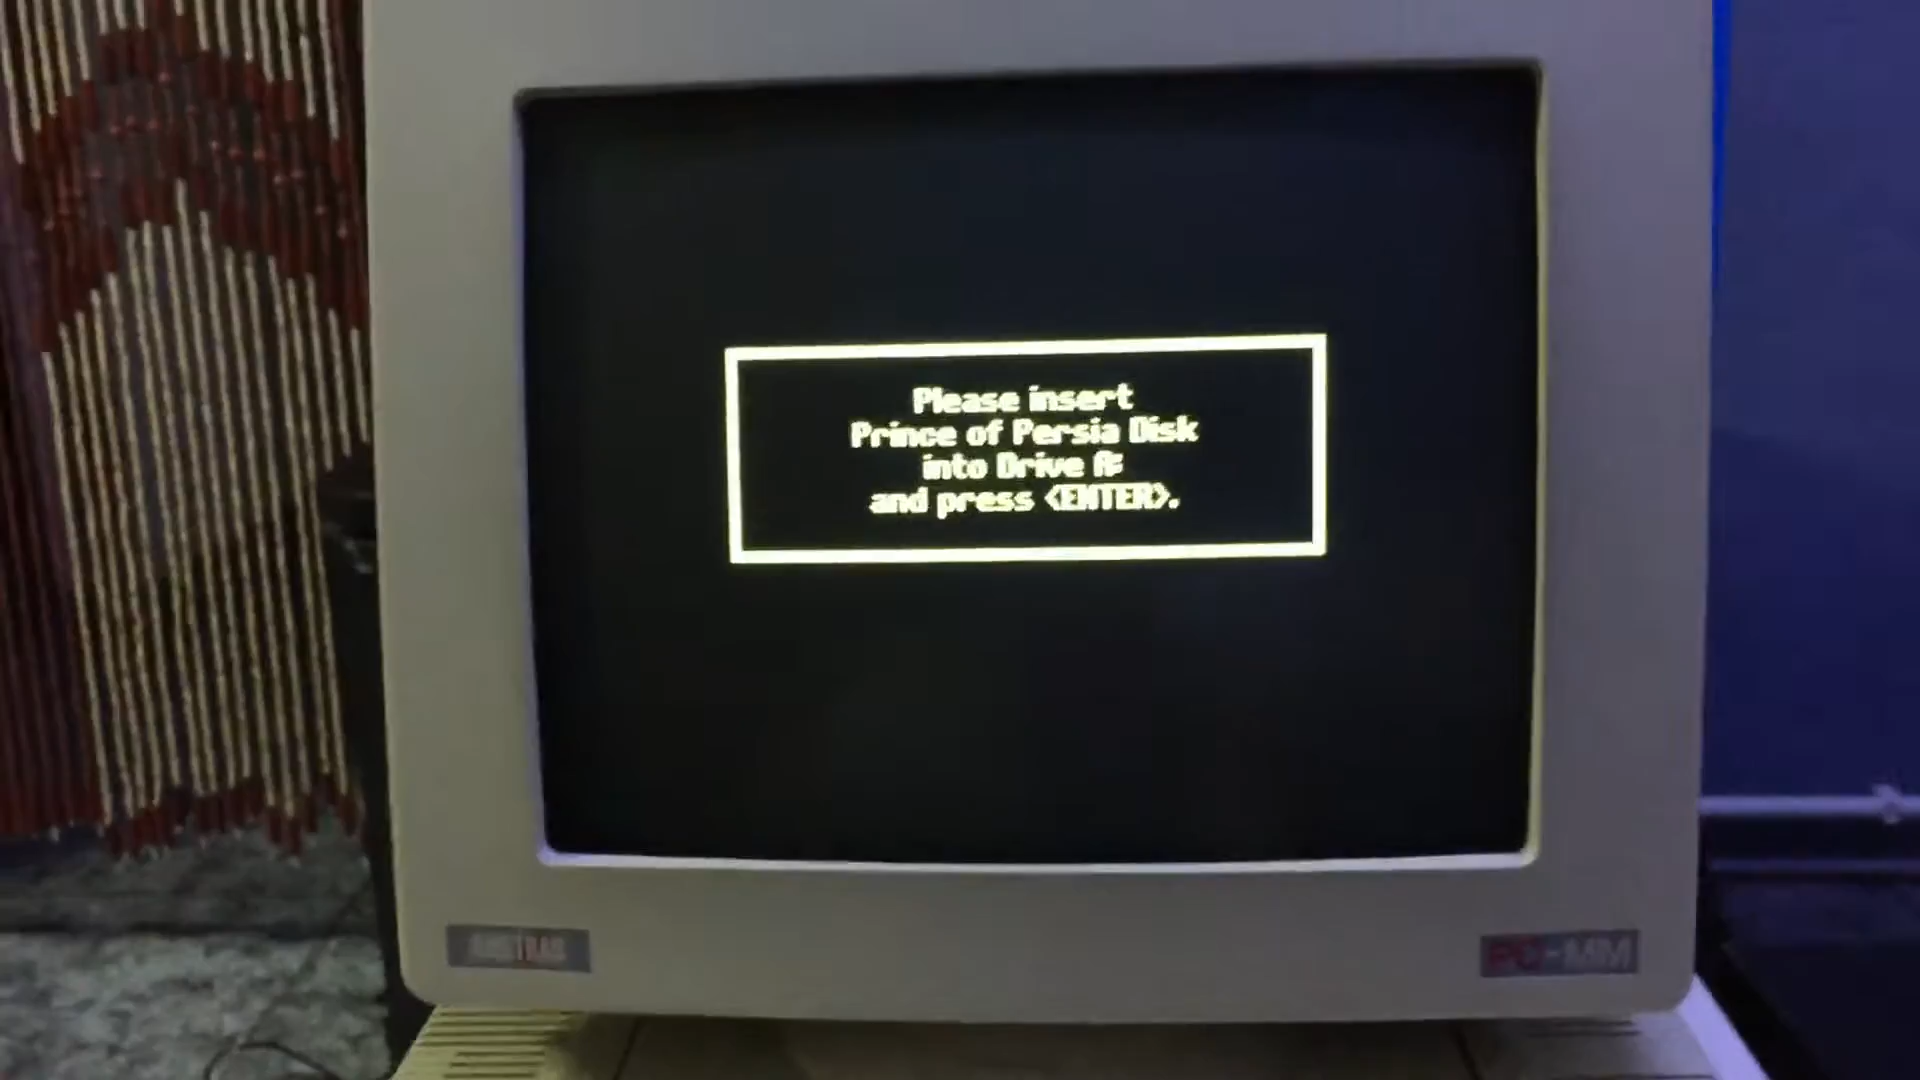 Please insert
Prince of Persia Disk
into Drive A:
and press <ENTER>.
AMSTRAD
PC-MM